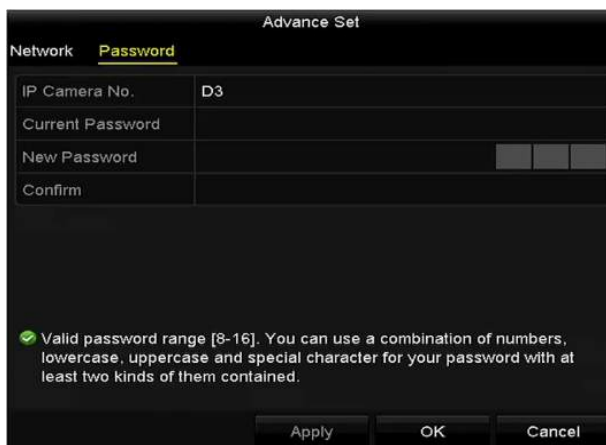 Advance Set
Network Password
IP Camera No. D3
Current Password
New Password
Confirm
Valid password range [8-16]. You can use a combination of numbers,
lowercase, uppercase and special character for your password with at
least two kinds of them contained.
Apply OK Cancel